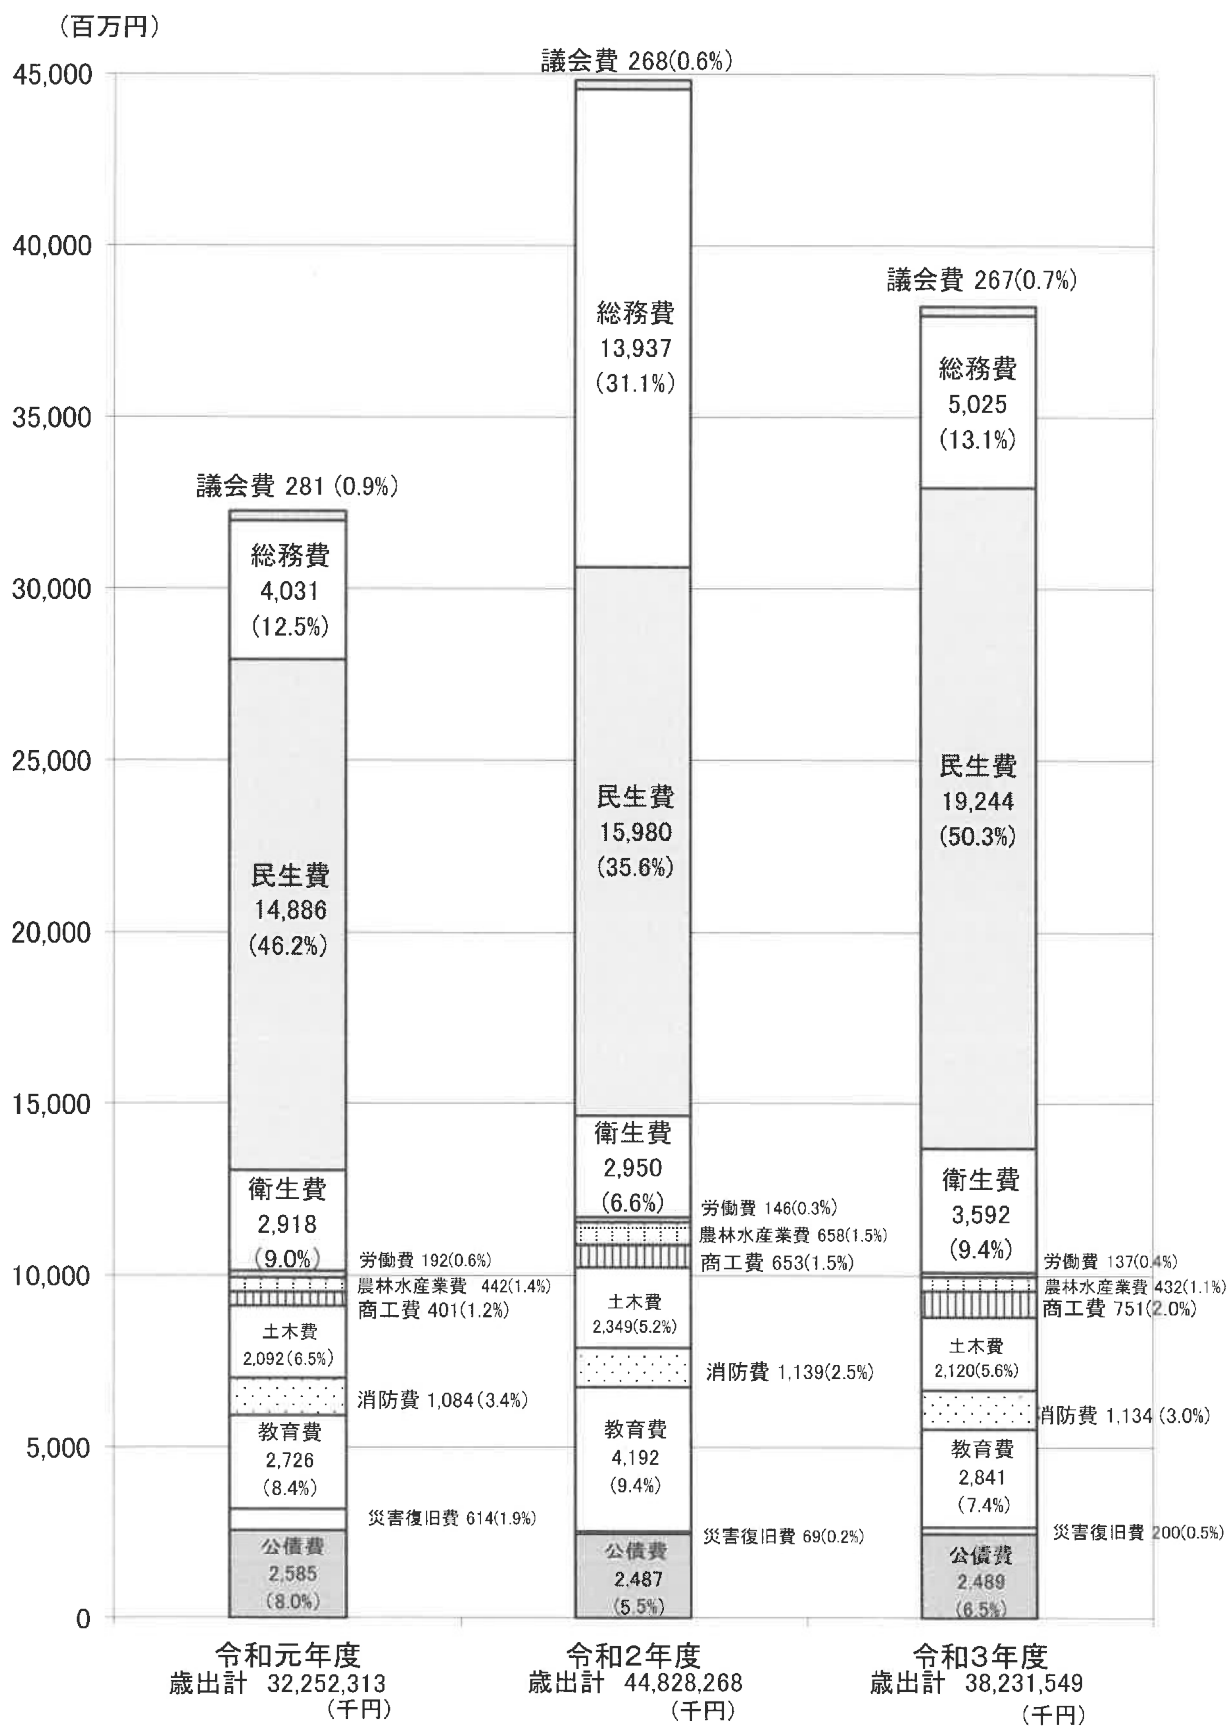 （百万円）
45,000
40,000
35,000
30,000
25,000
20,000
15,000
10,000
5,000
0
議会費 281 (0.9%)
総務費
4,031
(12.5%)
民生費
14,886
(46.2%)
衛生費
2,918
(9.0%)
労働費 192(0.6%)
農林水産業費 442(1.4%)
商工費 401(1.2%)
土木費
2,092(6.5%)
消防費 1,084(3.4%)
教育費
2,726
(8.4%)
災害復旧費 614(1.9%)
公債費
2,585
(8.0%)
令和元年度
歳出計 32,252,313
（千円）
議会費 268(0.6%)
総務費
13,937
(31.1%)
民生費
15,980
(35.6%)
衛生費
2,950
(6.6%)
労働費 146(0.3%)
農林水産業費 658(1.5%)
商工費 653(1.5%)
土木費
2,349(5.2%)
消防費 1,139(2.5%)
教育費
4,192
(9.4%)
災害復旧費 69(0.2%)
公債費
2,487
(5.5%)
令和２年度
歳出計 44,828,268
（千円）
議会費 267(0.7%)
総務費
5,025
(13.1%)
民生費
19,244
(50.3%)
衛生費
3,592
(9.4%)
労働費 137(0.4%)
農林水産業費 432(1.1%)
商工費 751(2.0%)
土木費
2,120(5.6%)
消防費 1,134(3.0%)
教育費
2,841
(7.4%)
災害復旧費 200(0.5%)
公債費
2,489
(6.5%)
令和３年度
歳出計 38,231,549
（千円）